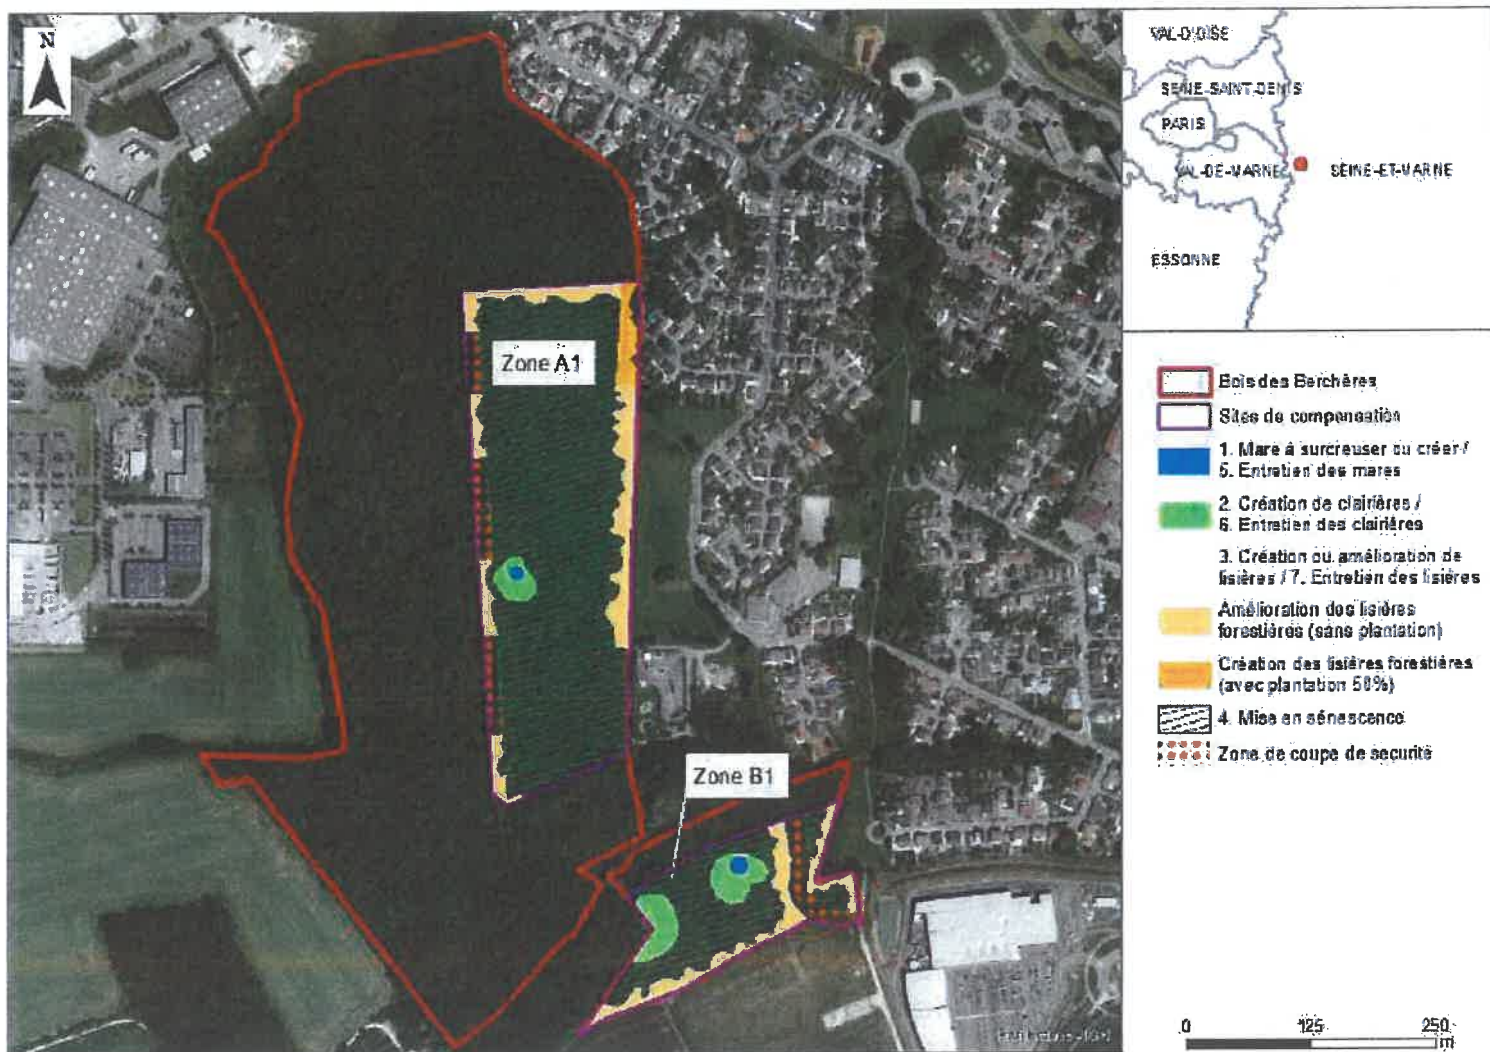 N
Zone A1
Zone B1
VAL-D'OISE
SEINE-SAINT-DENIS
PARIS
VAL-DE-MARNE
SEINE-ET-MARNE
ESSONNE
Bois des Berchères
Sites de compensation
1. Mare à surcreuser ou créer /
5. Entretien des mares
2. Création de clairières /
6. Entretien des clairières
3. Création ou amélioration de
lisières / 7. Entretien des lisières
Amélioration des lisières
forestières (sans plantation)
Création des lisières forestières
(avec plantation 50%)
4. Mise en sénescence
Zone de coupe de sécurité
0 125 250
m